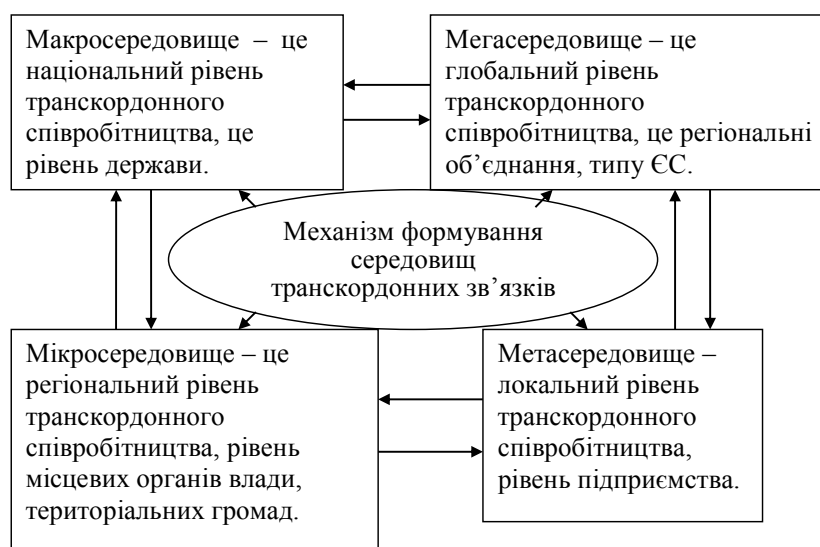 Макросередовище – це
національний рівень
транскордонного
співробітництва, це
рівень держави.
Мегасередовище – це
глобальний рівень
транскордонного
співробітництва, це регіональні
об’єднання, типу ЄС.
Механізм формування
середовищ
транскордонних зв’язків
Мікросередовище – це
регіональний рівень
транскордонного
співробітництва, рівень
місцевих органів влади,
територіальних громад.
Метасередовище –
локальний рівень
транскордонного
співробітництва,
рівень підприємства.